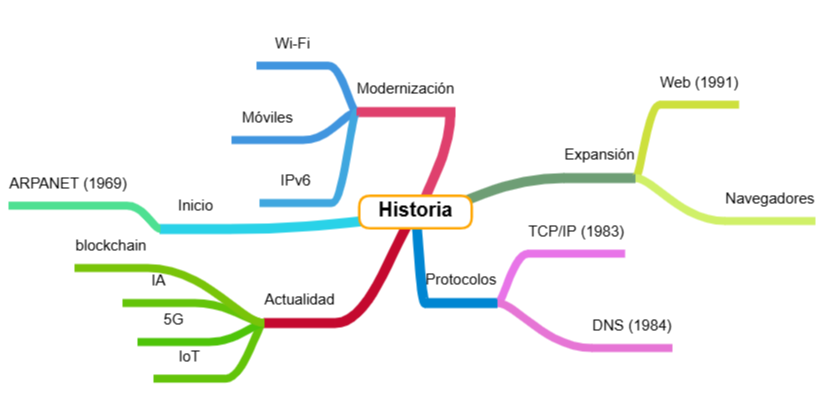 Historia
Inicio
ARPANET (1969)
Protocolos
TCP/IP (1983)
DNS (1984)
Expansión
Web (1991)
Navegadores
Modernización
Wi-Fi
Móviles
IPv6
Actualidad
blockchain
IA
5G
IoT